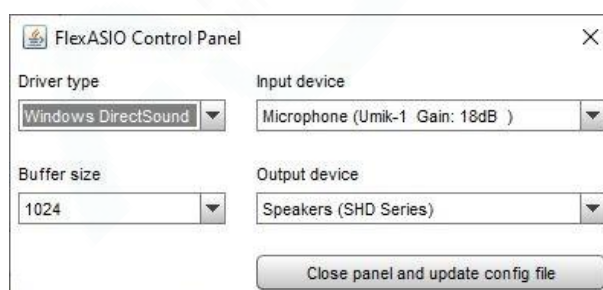 FlexASIO Control Panel
Driver type
Input device
Windows DirectSound
Microphone (Umik-1 Gain: 18dB )
Buffer size
Output device
1024
Speakers (SHD Series)
Close panel and update config file